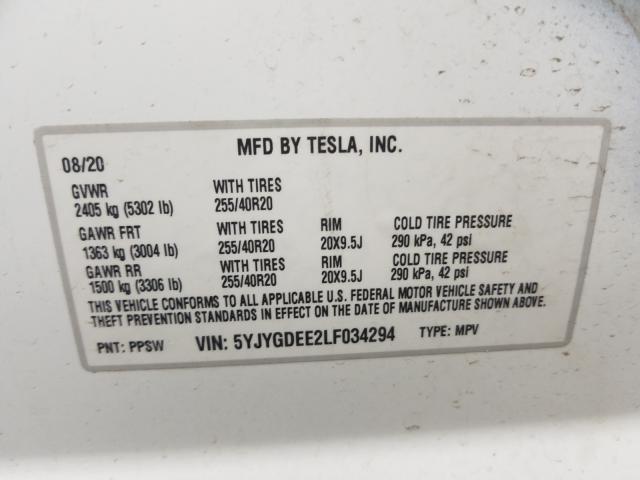 MFD BY TESLA, INC.
08/20
GVWR WITH TIRES
2405 kg (5302 lb) 255/40R20
GAWR FRT WITH TIRES RIM COLD TIRE PRESSURE
1363 kg (3004 lb) 255/40R20 20X9.5J 290 kPa, 42 psi
GAWR RR WITH TIRES RIM COLD TIRE PRESSURE
1500 kg (3306 lb) 255/40R20 20X9.5J 290 kPa, 42 psi
THIS VEHICLE CONFORMS TO ALL APPLICABLE U.S. FEDERAL MOTOR VEHICLE SAFETY AND
THEFT PREVENTION STANDARDS IN EFFECT ON THE DATE OF MANUFACTURE SHOWN ABOVE.
PNT: PPSW VIN: 5YJYGDEE2LF034294 TYPE: MPV